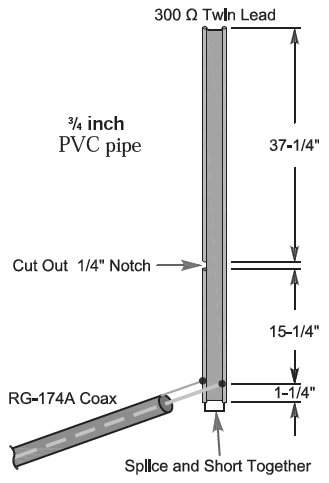 300 Ω Twin Lead
¾ inch
PVC pipe
37-1/4"
Cut Out 1/4" Notch
15-1/4"
RG-174A Coax
1-1/4"
Splice and Short Together